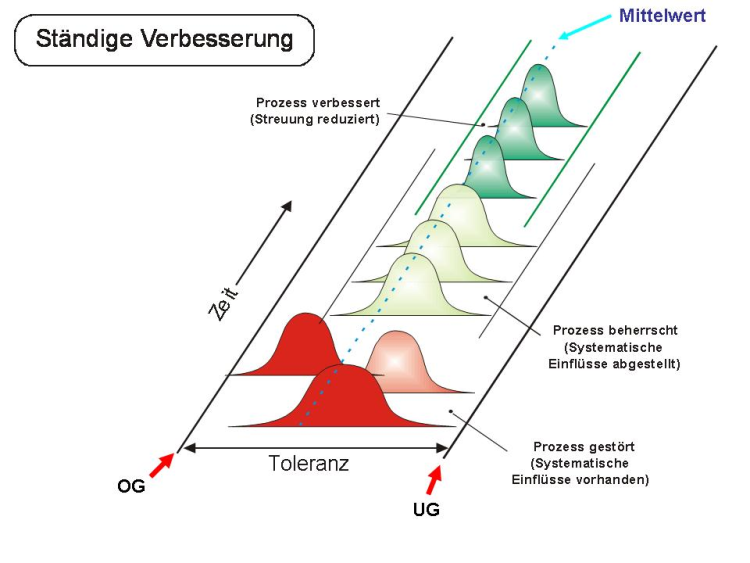 Ständige Verbesserung
Mittelwert
Prozess verbessert
(Streuung reduziert)
Zeit
Prozess beherrscht
(Systematische
Einflüsse abgestellt)
Prozess gestört
(Systematische
Einflüsse vorhanden)
Toleranz
OG
UG